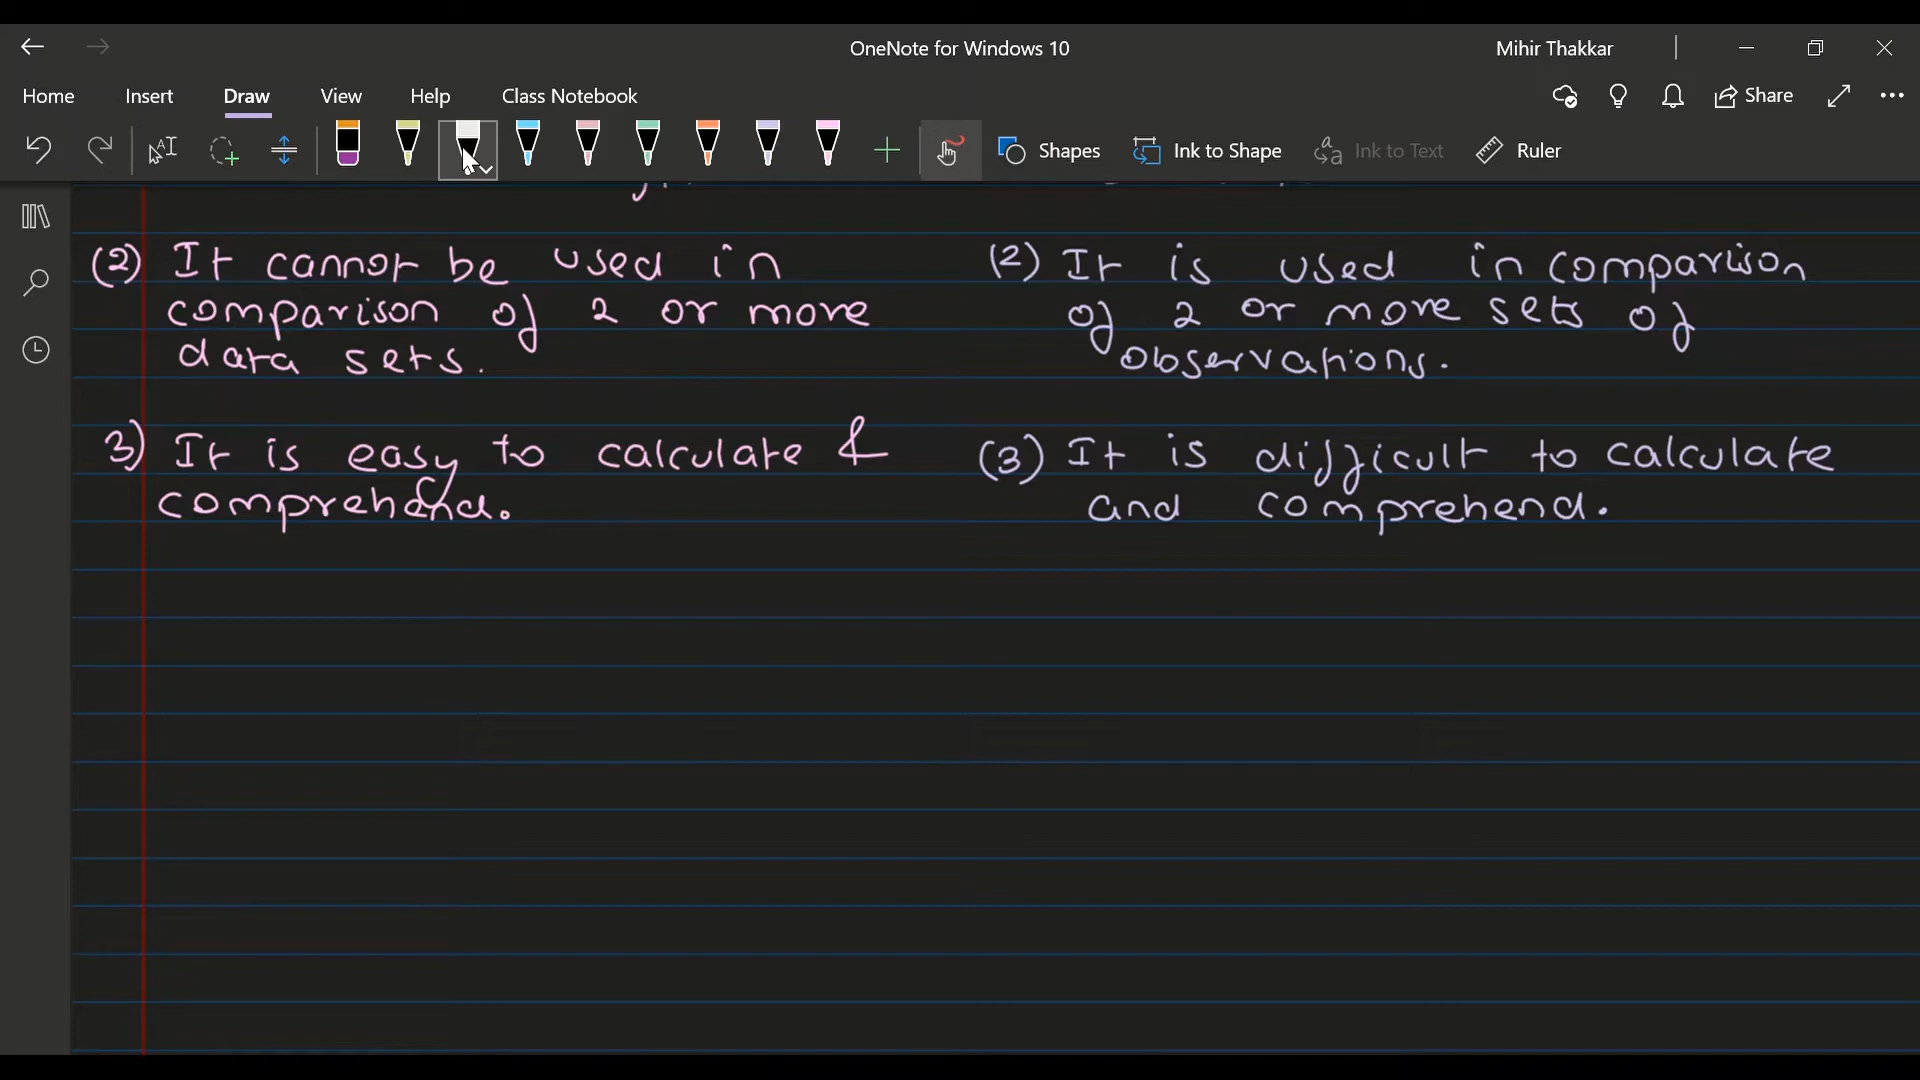 OneNote for Windows 10
Mihir Thakkar
Home Insert Draw View Help Class Notebook Share
Shapes Ink to Shape Ink to Text Ruler
(2) It cannot be used in
comparison of 2 or more
data sets.
3) It is easy to calculate &
comprehend.
(2) It is used in comparison
of 2 or more sets of
observations.
(3) It is difficult to calculate
and comprehend.